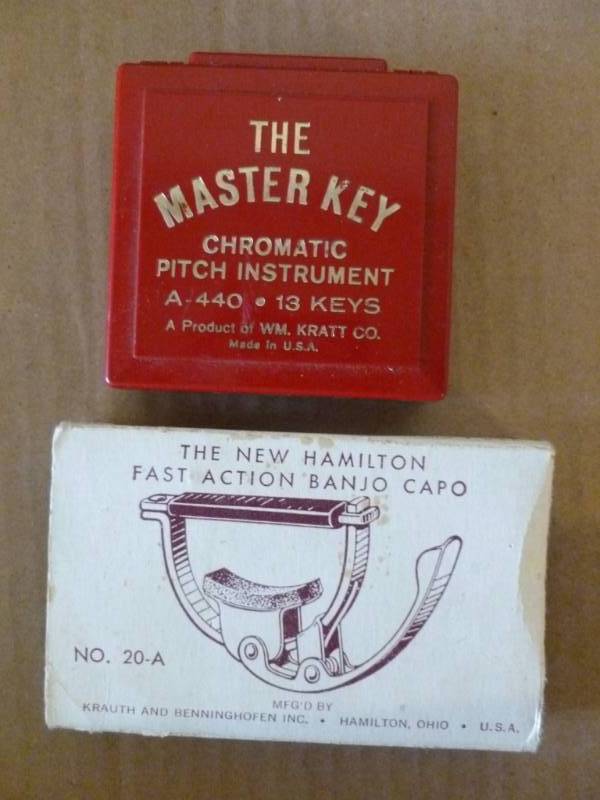 THE
MASTER KEY
CHROMATIC
PITCH INSTRUMENT
A-440 • 13 KEYS
A Product of WM. KRATT CO.
Made in U.S.A.
THE NEW HAMILTON
FAST ACTION BANJO CAPO
NO. 20-A
MFG'D BY
KRAUTH AND BENNINGHOFEN INC. • HAMILTON, OHIO • U.S.A.